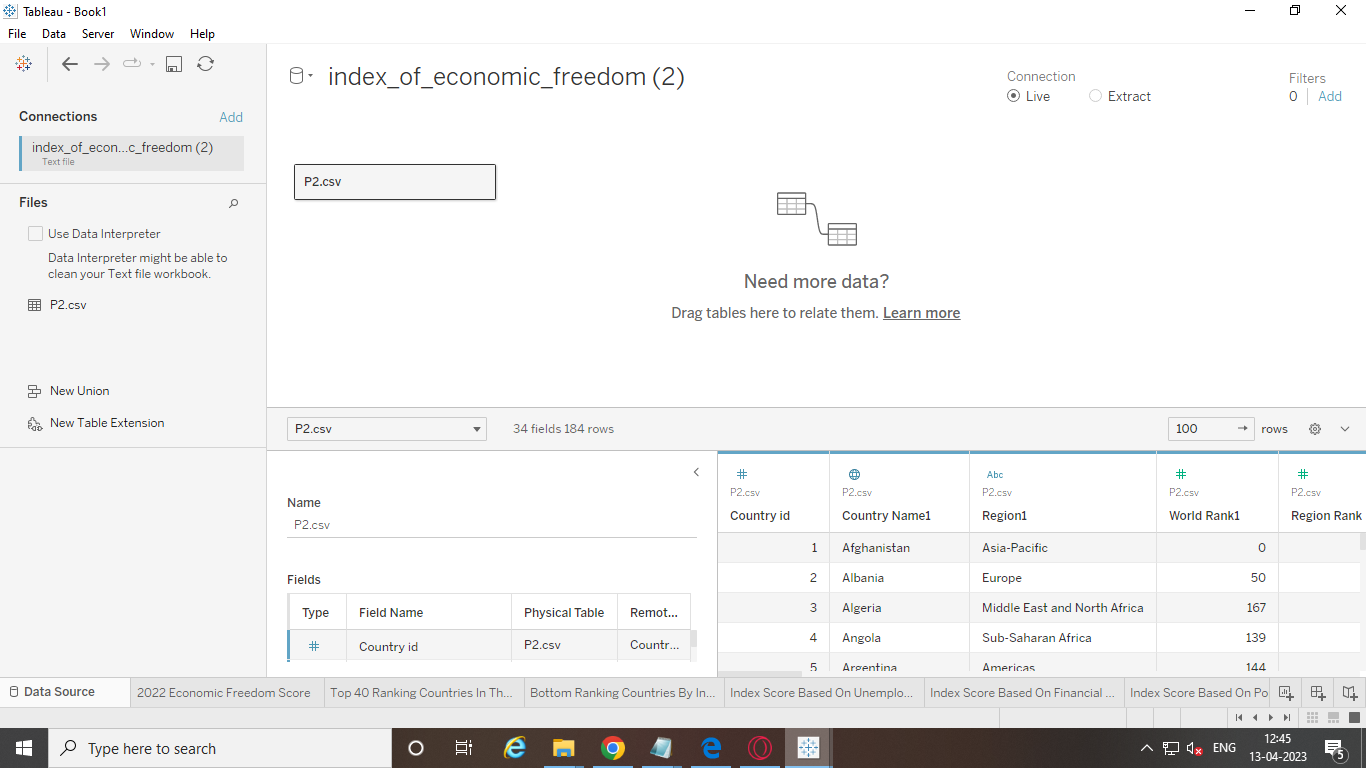 Tableau - Book1
File Data Server Window Help
Connections Add
index_of_econ...c_freedom (2)
Text file
Files
Use Data Interpreter
Data Interpreter might be able to
clean your Text file workbook.
P2.csv
New Union
New Table Extension
index_of_economic_freedom (2)
Connection
Live Extract
Filters
0 Add
P2.csv
Need more data?
Drag tables here to relate them. Learn more
P2.csv 34 fields 184 rows 100 rows
Name
P2.csv
Fields
Type Field Name Physical Table Remot...
Country id P2.csv Countr...
Abc
P2.csv P2.csv P2.csv P2.csv P2.csv
Country id Country Name1 Region1 World Rank1 Region Rank
1 Afghanistan Asia-Pacific 0
2 Albania Europe 50
3 Algeria Middle East and North Africa 167
4 Angola Sub-Saharan Africa 139
5 Argentina Americas 144
Data Source 2022 Economic Freedom Score Top 40 Ranking Countries In Th... Bottom Ranking Countries By In... Index Score Based On Unemplo... Index Score Based On Financial ... Index Score Based On Po
Type here to search
ENG
12:45
13-04-2023
5